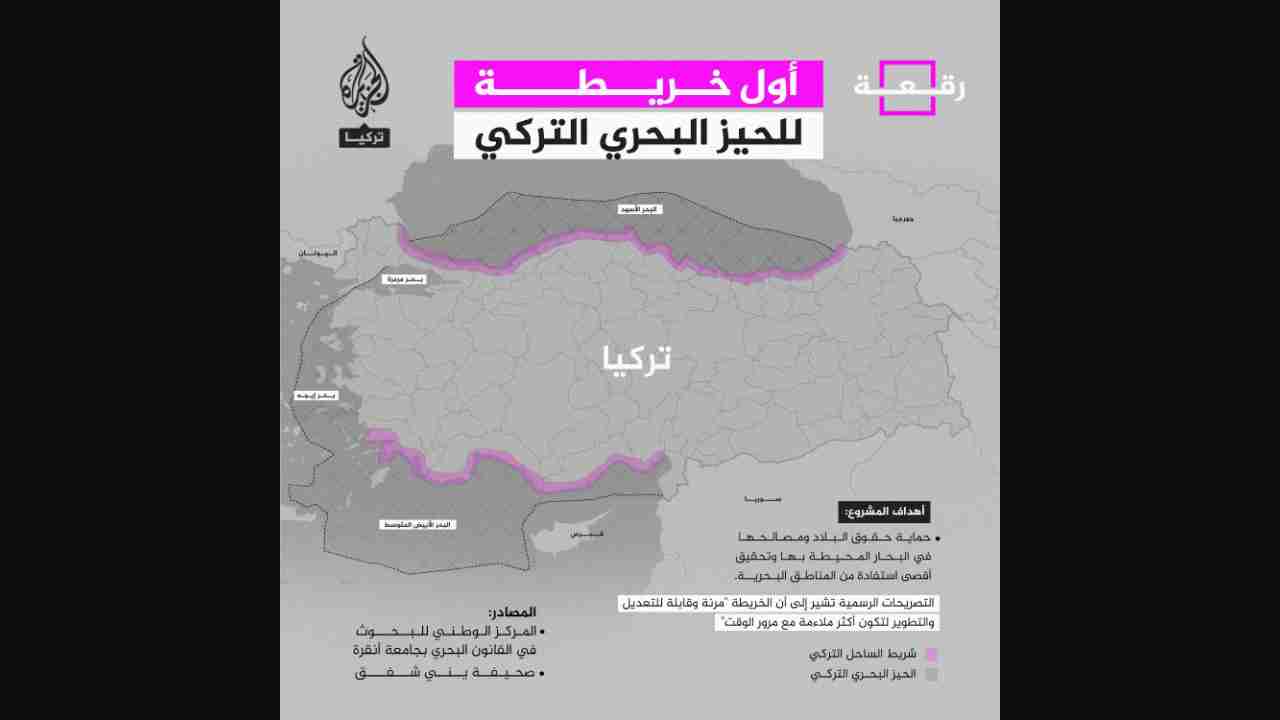 رقعة
أول خريطة
للحيز البحري التركي
الجزيرة
تركيا
البحر الأسود
جورجيا
اليونان
بحر مرمرة
تركيا
بحر إيجه
سوريا
البحر الأبيض المتوسط
قبرص
أهداف المشروع:
• حماية حقوق البلاد ومصالحها
في البحار المحيطة بها وتحقيق
أقصى استفادة من المناطق البحرية.
التصريحات الرسمية تشير إلى أن الخريطة "مرنة وقابلة للتعديل
والتطوير لتكون أكثر ملاءمة مع مرور الوقت"
شريط الساحل التركي
الحيز البحري التركي
المصادر:
• المركز الوطني للبحوث
في القانون البحري بجامعة أنقرة
• صحيفة يني شفق